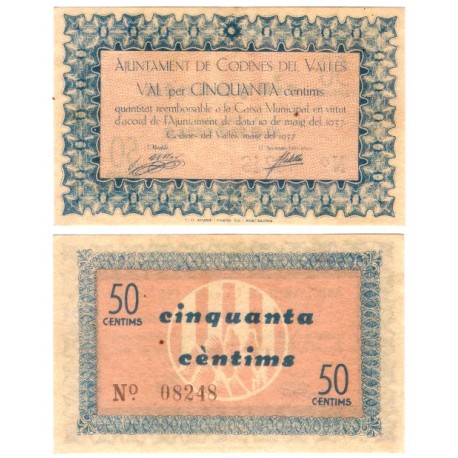 AJUNTAMENT DE CODINES DEL VALLÈS
VAL per CINQUANTA cèntims
quantitat reemborsable a la Caixa Municipal en virtut
d'acord de l'Ajuntament de data 10 de maig del 1937.
Codines del Vallès, maig del 1937
L'Alcalde
50
CÈNTIMS
cinquanta
cèntims
Nº 08248
50
CÈNTIMS